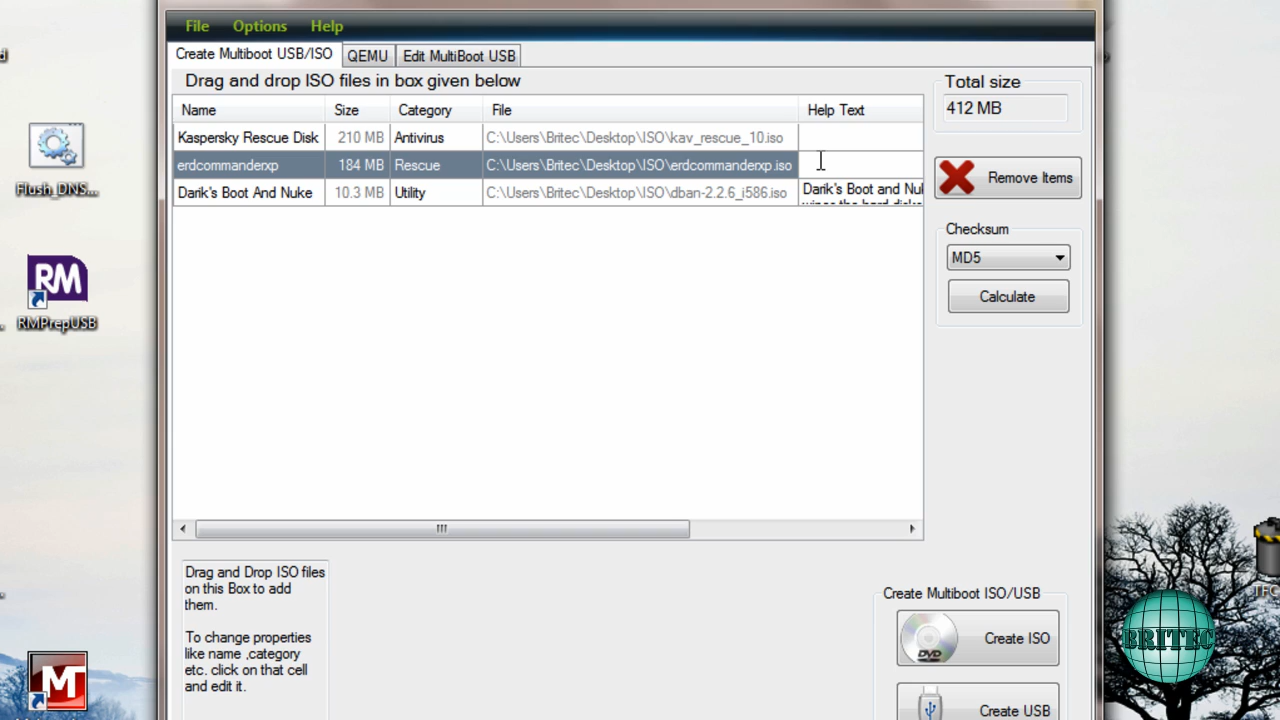 File Options Help
Create Multiboot USB/ISO QEMU Edit MultiBoot USB
Drag and drop ISO files in box given below
Name Size Category File Help Text
Kaspersky Rescue Disk 210 MB Antivirus C:\Users\Britec\Desktop\ISO\kav_rescue_10.iso
erdcommanderxp 184 MB Rescue C:\Users\Britec\Desktop\ISO\erdcommanderxp.iso
Darik's Boot And Nuke 10.3 MB Utility C:\Users\Britec\Desktop\ISO\dban-2.2.6_i586.iso Darik's Boot and Nuk
Total size
412 MB
Remove Items
Checksum
MD5
Calculate
Drag and Drop ISO files
on this Box to add
them.
To change properties
like name ,category
etc. click on that cell
and edit it.
Create Multiboot ISO/USB
DVD
Create ISO
Create USB
Flush_DNS...
RM
RMPrepUSB
M
TFC
BRITEC